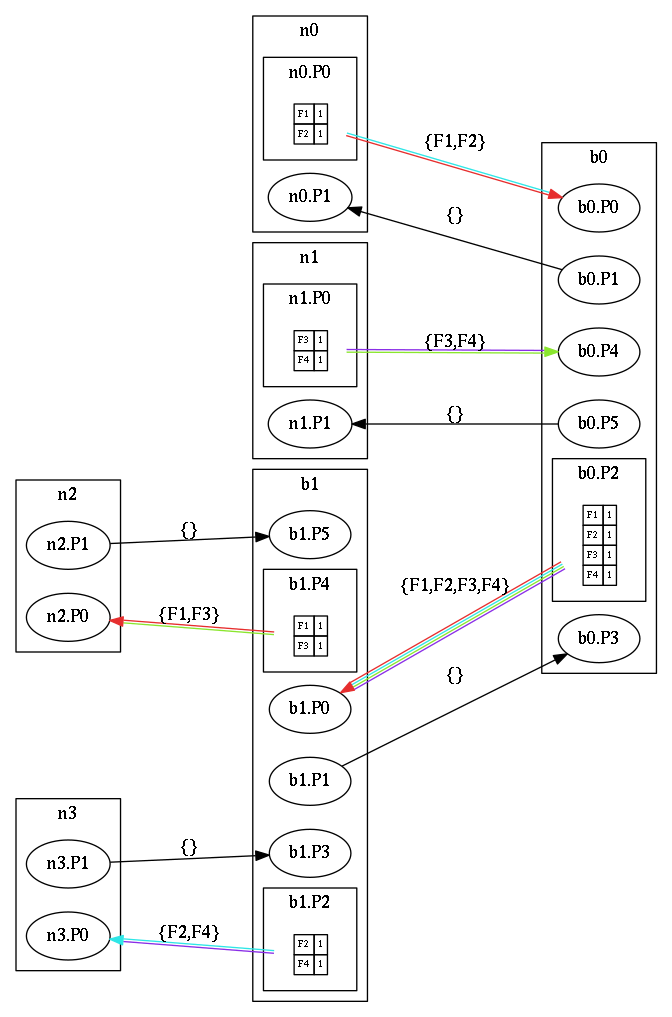 n0
n0.P0
F1 1
F2 1
n0.P1
{F1,F2}
{}
b0
b0.P0
b0.P1
b0.P4
b0.P5
b0.P2
F1 1
F2 1
F3 1
F4 1
b0.P3
n1
n1.P0
F3 1
F4 1
n1.P1
{F3,F4}
{}
n2
n2.P1
n2.P0
{}
{F1,F3}
b1
b1.P5
b1.P4
F1 1
F3 1
b1.P0
b1.P1
b1.P3
b1.P2
F2 1
F4 1
{F1,F2,F3,F4}
{}
n3
n3.P1
n3.P0
{}
{F2,F4}